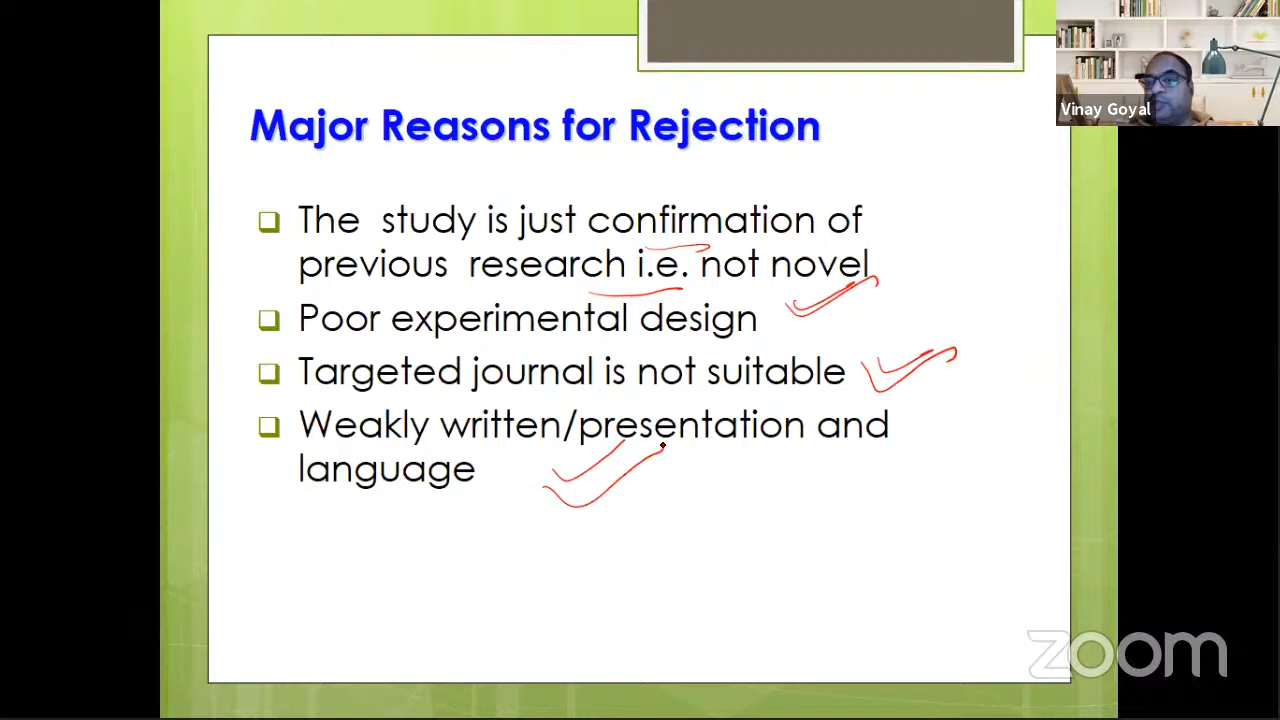 Vinay Goyal
Major Reasons for Rejection
The study is just confirmation of
previous research i.e. not novel
Poor experimental design
Targeted journal is not suitable
Weakly written/presentation and
language
zoom